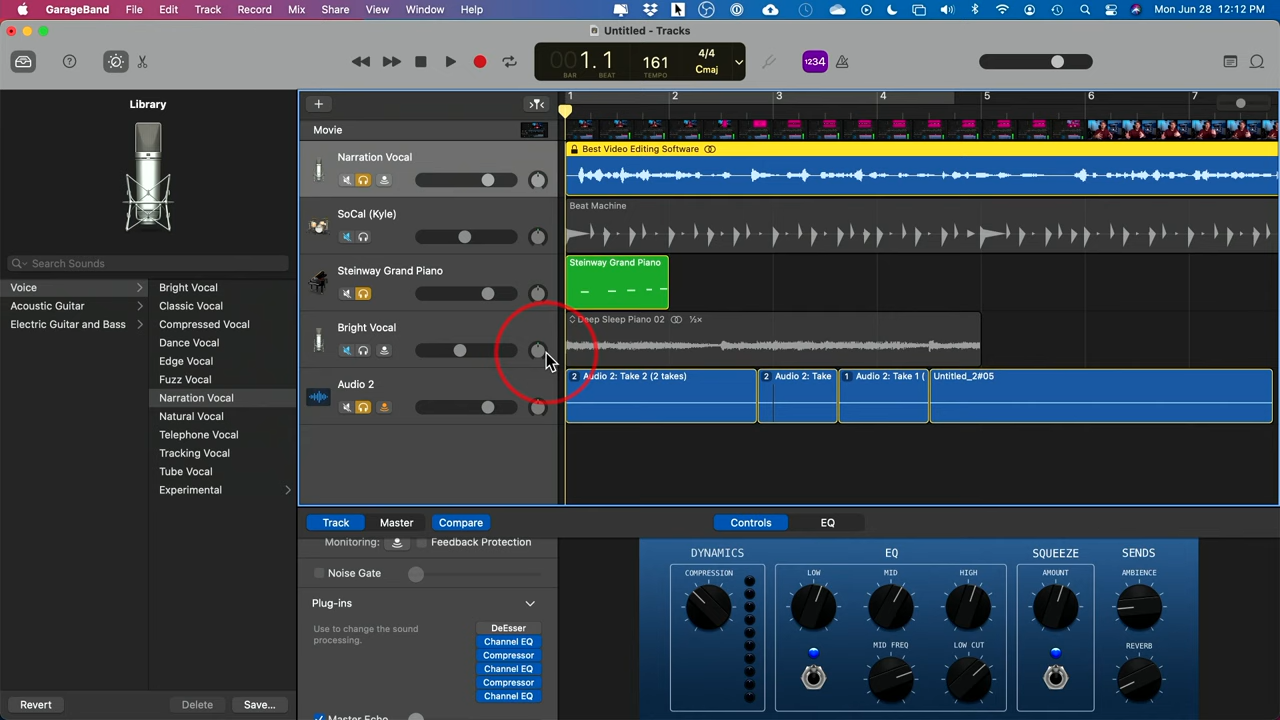 GarageBand File Edit Track Record Mix Share View Window Help Mon Jun 28 12:12 PM
Untitled - Tracks
001.1 161 4/4 Cmaj
BAR BEAT TEMPO
1234
Library
1 2 3 4 5 6 7
Movie
Narration Vocal
Best Video Editing Software
SoCal (Kyle)
Beat Machine
Steinway Grand Piano
Steinway Grand Piano
Bright Vocal
Deep Sleep Piano 02 ½×
Audio 2
2 Audio 2: Take 2 (2 takes) 2 Audio 2: Take 1 Audio 2: Take 1 ( Untitled_2#05
Search Sounds
Voice
Acoustic Guitar
Electric Guitar and Bass
Bright Vocal
Classic Vocal
Compressed Vocal
Dance Vocal
Edge Vocal
Fuzz Vocal
Narration Vocal
Natural Vocal
Telephone Vocal
Tracking Vocal
Tube Vocal
Experimental
Revert Delete Save...
Track Master Compare Controls EQ
Monitoring: Feedback Protection
Noise Gate
Plug-ins
Use to change the sound
processing.
DeEsser
Channel EQ
Compressor
Channel EQ
Compressor
Channel EQ
Master Echo
DYNAMICS EQ SQUEEZE SENDS
COMPRESSION LOW MID HIGH AMOUNT AMBIENCE
MID FREQ LOW CUT REVERB